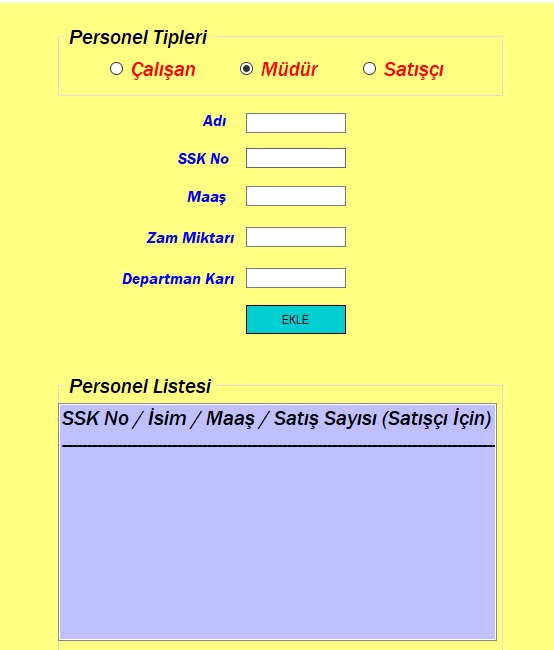 Personel Tipleri
Çalışan Müdür Satışçı
Adı
SSK No
Maaş
Zam Miktarı
Departman Karı
EKLE
Personel Listesi
SSK No / İsim / Maaş / Satış Sayısı (Satışçı İçin)